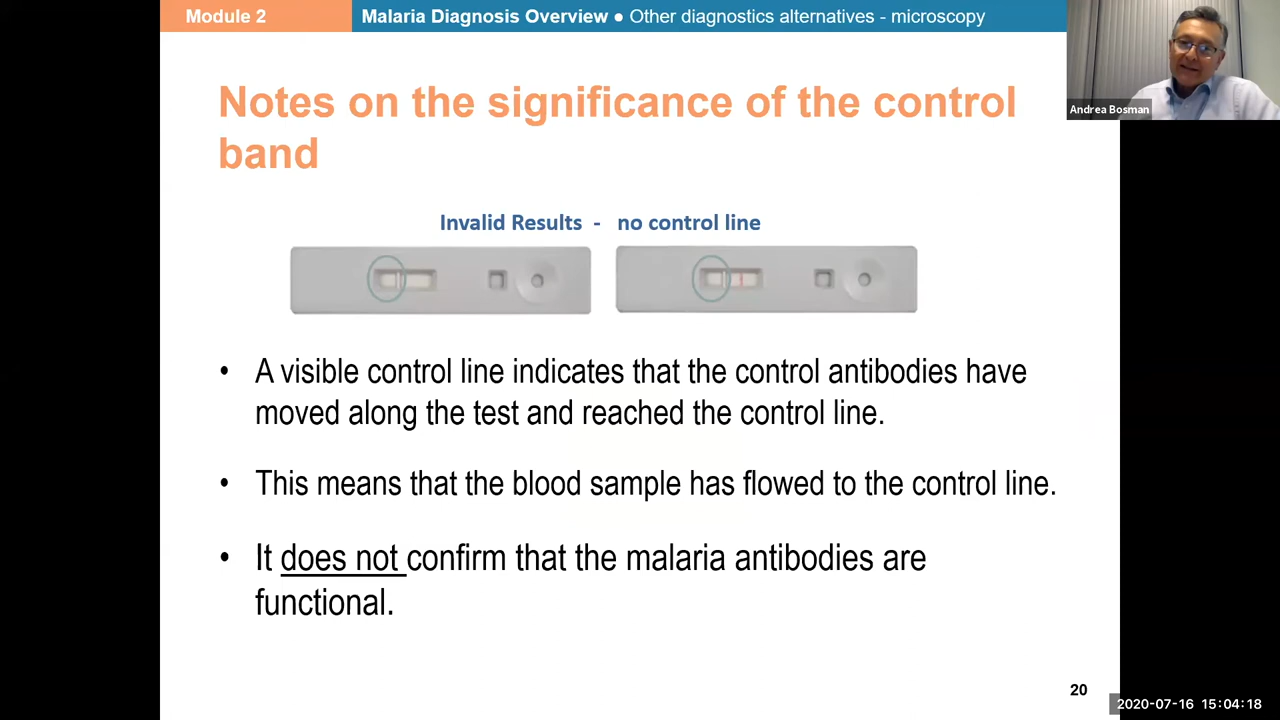 Module 2
Malaria Diagnosis Overview ● Other diagnostics alternatives - microscopy
Andrea Bosman
Notes on the significance of the control
band
Invalid Results - no control line
• A visible control line indicates that the control antibodies have
moved along the test and reached the control line.
• This means that the blood sample has flowed to the control line.
• It does not confirm that the malaria antibodies are
functional.
20
2020-07-16 15:04:18